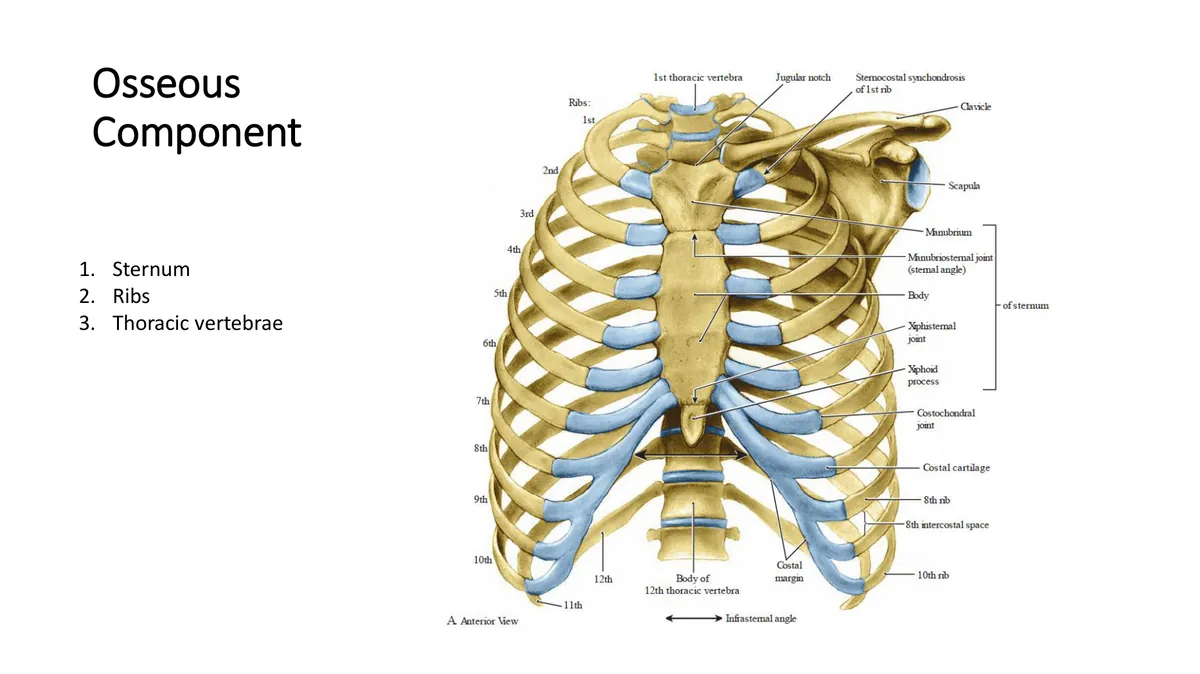 Osseous
Component
1. Sternum
2. Ribs
3. Thoracic vertebrae
1st thoracic vertebra
Jugular notch
Sternocostal synchondrosis
of 1st rib
Clavicle
Ribs:
1st
2nd
3rd
4th
5th
6th
7th
8th
9th
10th
11th
12th
Scapula
Manubrium
Manubriosternal joint
(sternal angle)
Body
of sternum
Xiphisternal
joint
Xiphoid
process
Costochondral
joint
Costal cartilage
8th rib
8th intercostal space
10th rib
Costal
margin
Body of
12th thoracic vertebra
Infrasternal angle
A. Anterior View